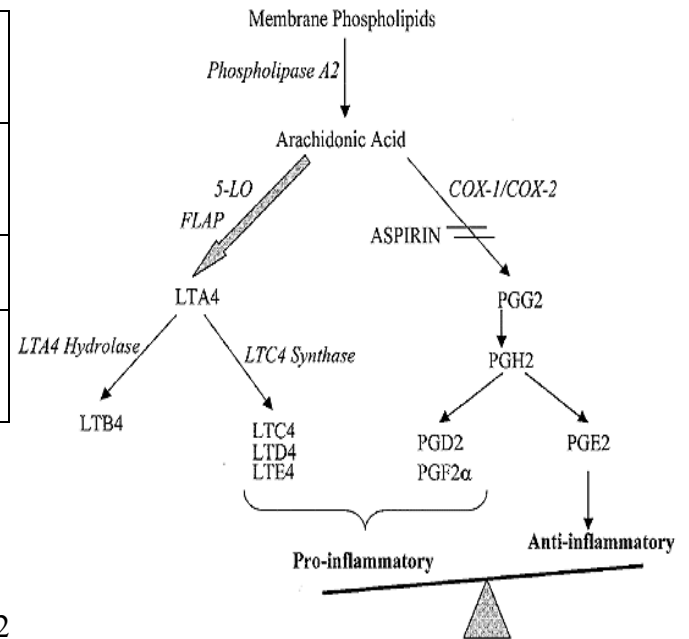 Membrane Phospholipids
Phospholipase A2
Arachidonic Acid
5-LO
COX-1/COX-2
FLAP
ASPIRIN
LTA4
PGG2
LTA4 Hydrolase
LTC4 Synthase
PGH2
LTB4
LTC4
LTD4
LTE4
PGD2
PGF2α
PGE2
Anti-inflammatory
Pro-inflammatory
2